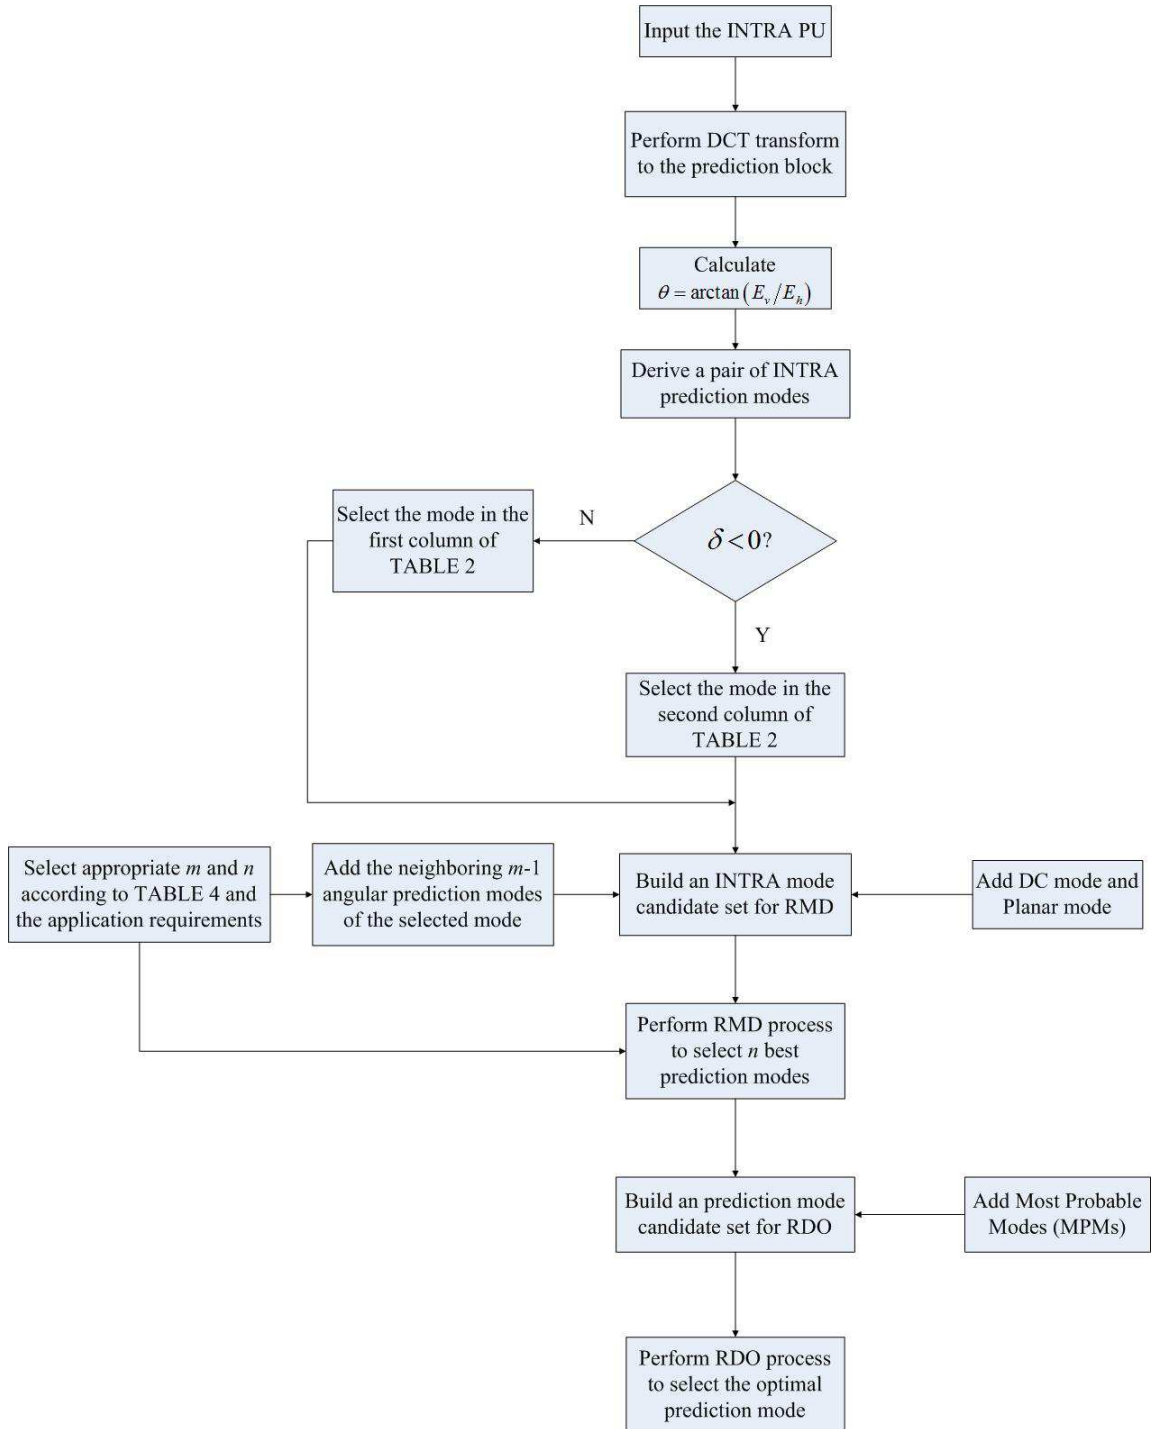 Input the INTRA PU
Perform DCT transform
to the prediction block
Calculate
θ = arctan(E_v/E_h)
Derive a pair of INTRA
prediction modes
δ<0?
N
Select the mode in the
first column of
TABLE 2
Y
Select the mode in the
second column of
TABLE 2
Select appropriate m and n
according to TABLE 4 and
the application requirements
Add the neighboring m-1
angular prediction modes
of the selected mode
Build an INTRA mode
candidate set for RMD
Add DC mode and
Planar mode
Perform RMD process
to select n best
prediction modes
Build an prediction mode
candidate set for RDO
Add Most Probable
Modes (MPMs)
Perform RDO process
to select the optimal
prediction mode